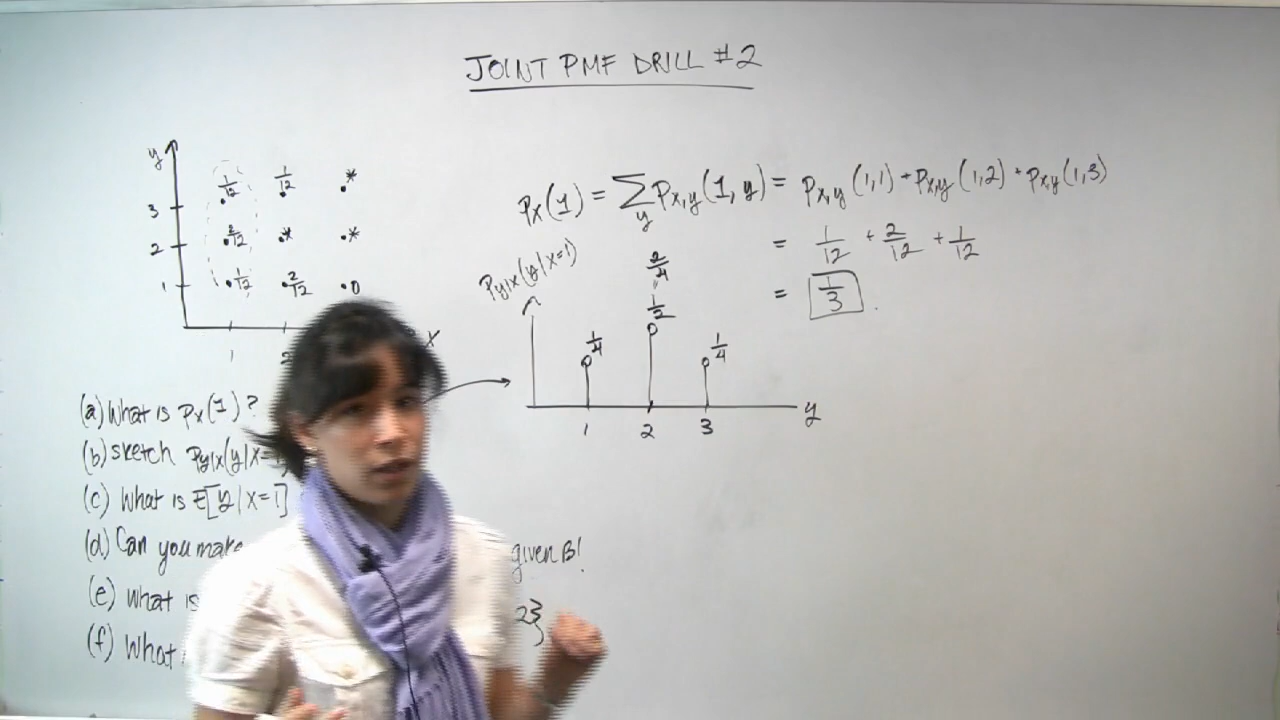 JOINT PMF DRILL #2
y
1/12 1/12 *
3
2/12 * *
2
1/12 2/12 0
1
1
x
(a) What is Px(1)?
(b) sketch Py|x(y|x=1
(c) What is E[Y|X=1]
(d) Can you make
given B!
(e) What is
2}
(f) What
Px(1) = ∑y Px,y(1,y) = Px,y(1,1) + Px,y(1,2) + Px,y(1,3)
= 1/12 + 2/12 + 1/12
= 1/3.
Py|x(y|x=1)
2/4
1/2
1/4 1/4
1 2 3 y